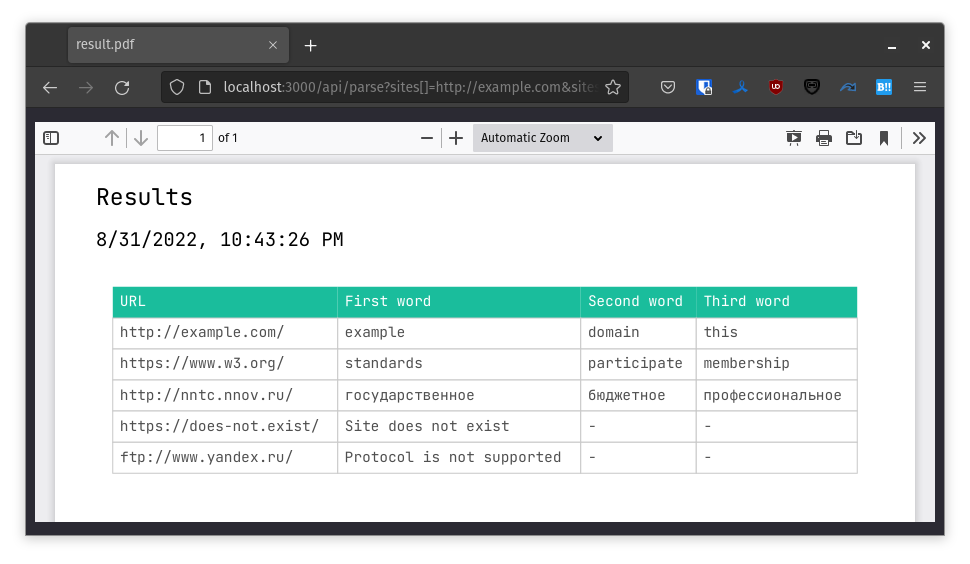 result.pdf
localhost:3000/api/parse?sites[]=http://example.com&site
1 of 1 Automatic Zoom
Results
8/31/2022, 10:43:26 PM
URL First word Second word Third word
http://example.com/ example domain this
https://www.w3.org/ standards participate membership
http://nntc.nnov.ru/ государственное бюджетное профессиональное
https://does-not.exist/ Site does not exist - -
ftp://www.yandex.ru/ Protocol is not supported - -